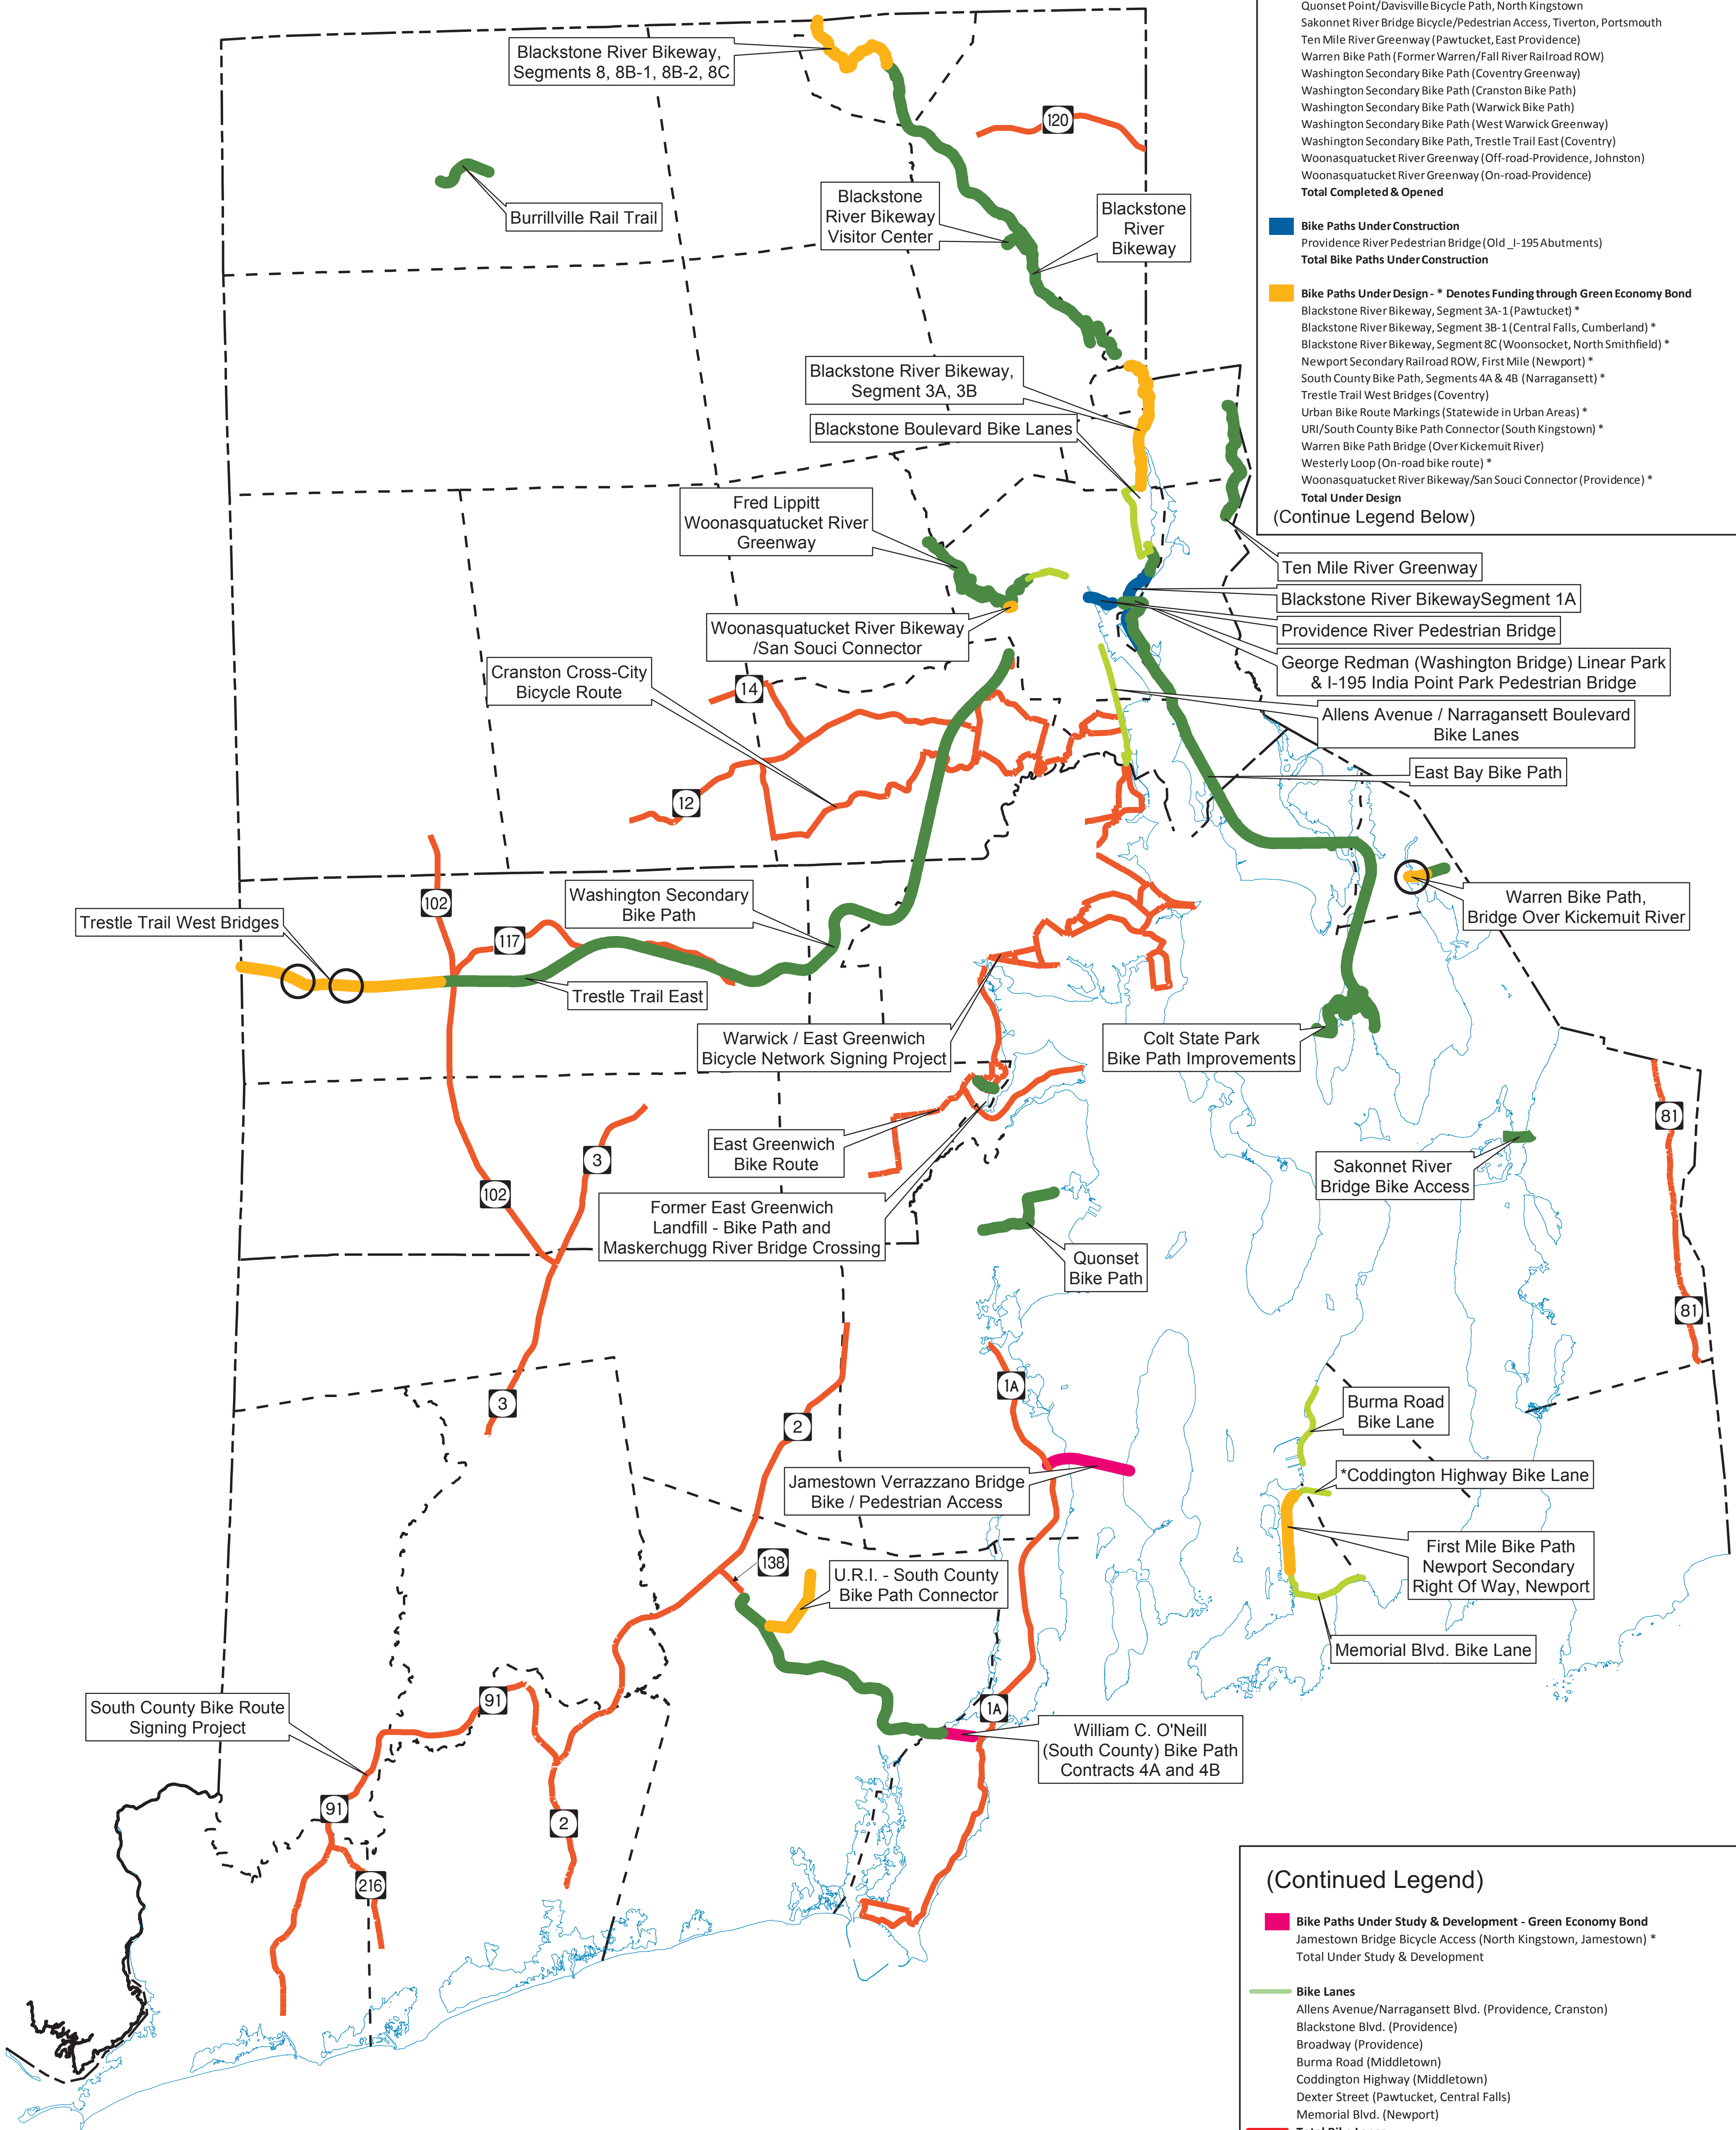 Quonset Point/Davisville Bicycle Path, North Kingstown
Sakonnet River Bridge Bicycle/Pedestrian Access, Tiverton, Portsmouth
Ten Mile River Greenway (Pawtucket, East Providence)
Warren Bike Path (Former Warren/Fall River Railroad ROW)
Washington Secondary Bike Path (Coventry Greenway)
Washington Secondary Bike Path (Cranston Bike Path)
Washington Secondary Bike Path (Warwick Bike Path)
Washington Secondary Bike Path (West Warwick Greenway)
Washington Secondary Bike Path, Trestle Trail East (Coventry)
Woonasquatucket River Greenway (Off-road-Providence, Johnston)
Woonasquatucket River Greenway (On-road-Providence)
Total Completed & Opened
Bike Paths Under Construction
Providence River Pedestrian Bridge (Old _I-195 Abutments)
Total Bike Paths Under Construction
Bike Paths Under Design - * Denotes Funding through Green Economy Bond
Blackstone River Bikeway, Segment 3A-1 (Pawtucket) *
Blackstone River Bikeway, Segment 3B-1 (Central Falls, Cumberland) *
Blackstone River Bikeway, Segment 8C (Woonsocket, North Smithfield) *
Newport Secondary Railroad ROW, First Mile (Newport) *
South County Bike Path, Segments 4A & 4B (Narragansett) *
Trestle Trail West Bridges (Coventry)
Urban Bike Route Markings (Statewide in Urban Areas) *
URI/South County Bike Path Connector (South Kingstown) *
Warren Bike Path Bridge (Over Kickemuit River)
Westerly Loop (On-road bike route) *
Woonasquatucket River Bikeway/San Souci Connector (Providence) *
Total Under Design
(Continue Legend Below)
Blackstone River Bikeway,
Segments 8, 8B-1, 8B-2, 8C
120
Burrillville Rail Trail
Blackstone
River Bikeway
Visitor Center
Blackstone
River
Bikeway
Blackstone River Bikeway,
Segment 3A, 3B
Blackstone Boulevard Bike Lanes
Fred Lippitt
Woonasquatucket River
Greenway
Ten Mile River Greenway
Blackstone River BikewaySegment 1A
Providence River Pedestrian Bridge
George Redman (Washington Bridge) Linear Park
& I-195 India Point Park Pedestrian Bridge
Woonasquatucket River Bikeway
/San Souci Connector
Cranston Cross-City
Bicycle Route
14
Allens Avenue / Narragansett Boulevard
Bike Lanes
East Bay Bike Path
12
Warren Bike Path,
Bridge Over Kickemuit River
Washington Secondary
Bike Path
102
Trestle Trail West Bridges
117
Trestle Trail East
Warwick / East Greenwich
Bicycle Network Signing Project
Colt State Park
Bike Path Improvements
81
East Greenwich
Bike Route
3
Sakonnet River
Bridge Bike Access
102
Former East Greenwich
Landfill - Bike Path and
Maskerchugg River Bridge Crossing
Quonset
Bike Path
81
1A
3
2
Burma Road
Bike Lane
*Coddington Highway Bike Lane
Jamestown Verrazzano Bridge
Bike / Pedestrian Access
138
First Mile Bike Path
Newport Secondary
Right Of Way, Newport
U.R.I. - South County
Bike Path Connector
Memorial Blvd. Bike Lane
91
1A
South County Bike Route
Signing Project
William C. O'Neill
(South County) Bike Path
Contracts 4A and 4B
91
2
216
(Continued Legend)
Bike Paths Under Study & Development - Green Economy Bond
Jamestown Bridge Bicycle Access (North Kingstown, Jamestown) *
Total Under Study & Development
Bike Lanes
Allens Avenue/Narragansett Blvd. (Providence, Cranston)
Blackstone Blvd. (Providence)
Broadway (Providence)
Burma Road (Middletown)
Coddington Highway (Middletown)
Dexter Street (Pawtucket, Central Falls)
Memorial Blvd. (Newport)